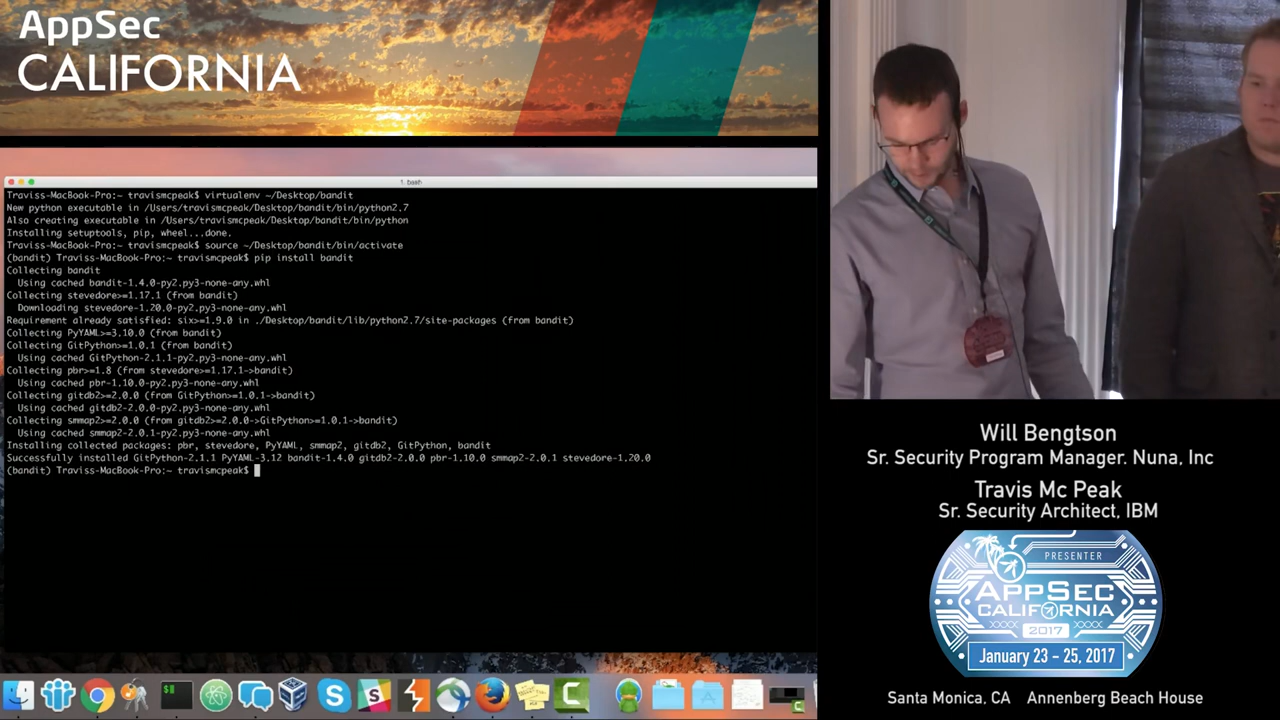 AppSec
CALIFORNIA
1. bash
Traviss-MacBook-Pro:~ travismcpeak$ virtualenv ~/Desktop/bandit
New python executable in /Users/travismcpeak/Desktop/bandit/bin/python2.7
Also creating executable in /Users/travismcpeak/Desktop/bandit/bin/python
Installing setuptools, pip, wheel...done.
Traviss-MacBook-Pro:~ travismcpeak$ source ~/Desktop/bandit/bin/activate
(bandit) Traviss-MacBook-Pro:~ travismcpeak$ pip install bandit
Collecting bandit
Using cached bandit-1.4.0-py2.py3-none-any.whl
Collecting stevedore>=1.17.1 (from bandit)
Downloading stevedore-1.20.0-py2.py3-none-any.whl
Requirement already satisfied: six>=1.9.0 in ./Desktop/bandit/lib/python2.7/site-packages (from bandit)
Collecting PyYAML>=3.10.0 (from bandit)
Collecting GitPython>=1.0.1 (from bandit)
Using cached GitPython-2.1.1-py2.py3-none-any.whl
Collecting pbr>=1.8 (from stevedore>=1.17.1->bandit)
Using cached pbr-1.10.0-py2.py3-none-any.whl
Collecting gitdb2>=2.0.0 (from GitPython>=1.0.1->bandit)
Using cached gitdb2-2.0.0-py2.py3-none-any.whl
Collecting smmap2>=2.0.0 (from gitdb2>=2.0.0->GitPython>=1.0.1->bandit)
Using cached smmap2-2.0.1-py2.py3-none-any.whl
Installing collected packages: pbr, stevedore, PyYAML, smmap2, gitdb2, GitPython, bandit
Successfully installed GitPython-2.1.1 PyYAML-3.12 bandit-1.4.0 gitdb2-2.0.0 pbr-1.10.0 smmap2-2.0.1 stevedore-1.20.0
(bandit) Traviss-MacBook-Pro:~ travismcpeak$
Will Bengtson
Sr. Security Program Manager. Nuna, Inc
Travis Mc Peak
Sr. Security Architect, IBM
PRESENTER
APPSEC
CALIFORNIA
2017
January 23 - 25, 2017
Santa Monica, CA Annenberg Beach House